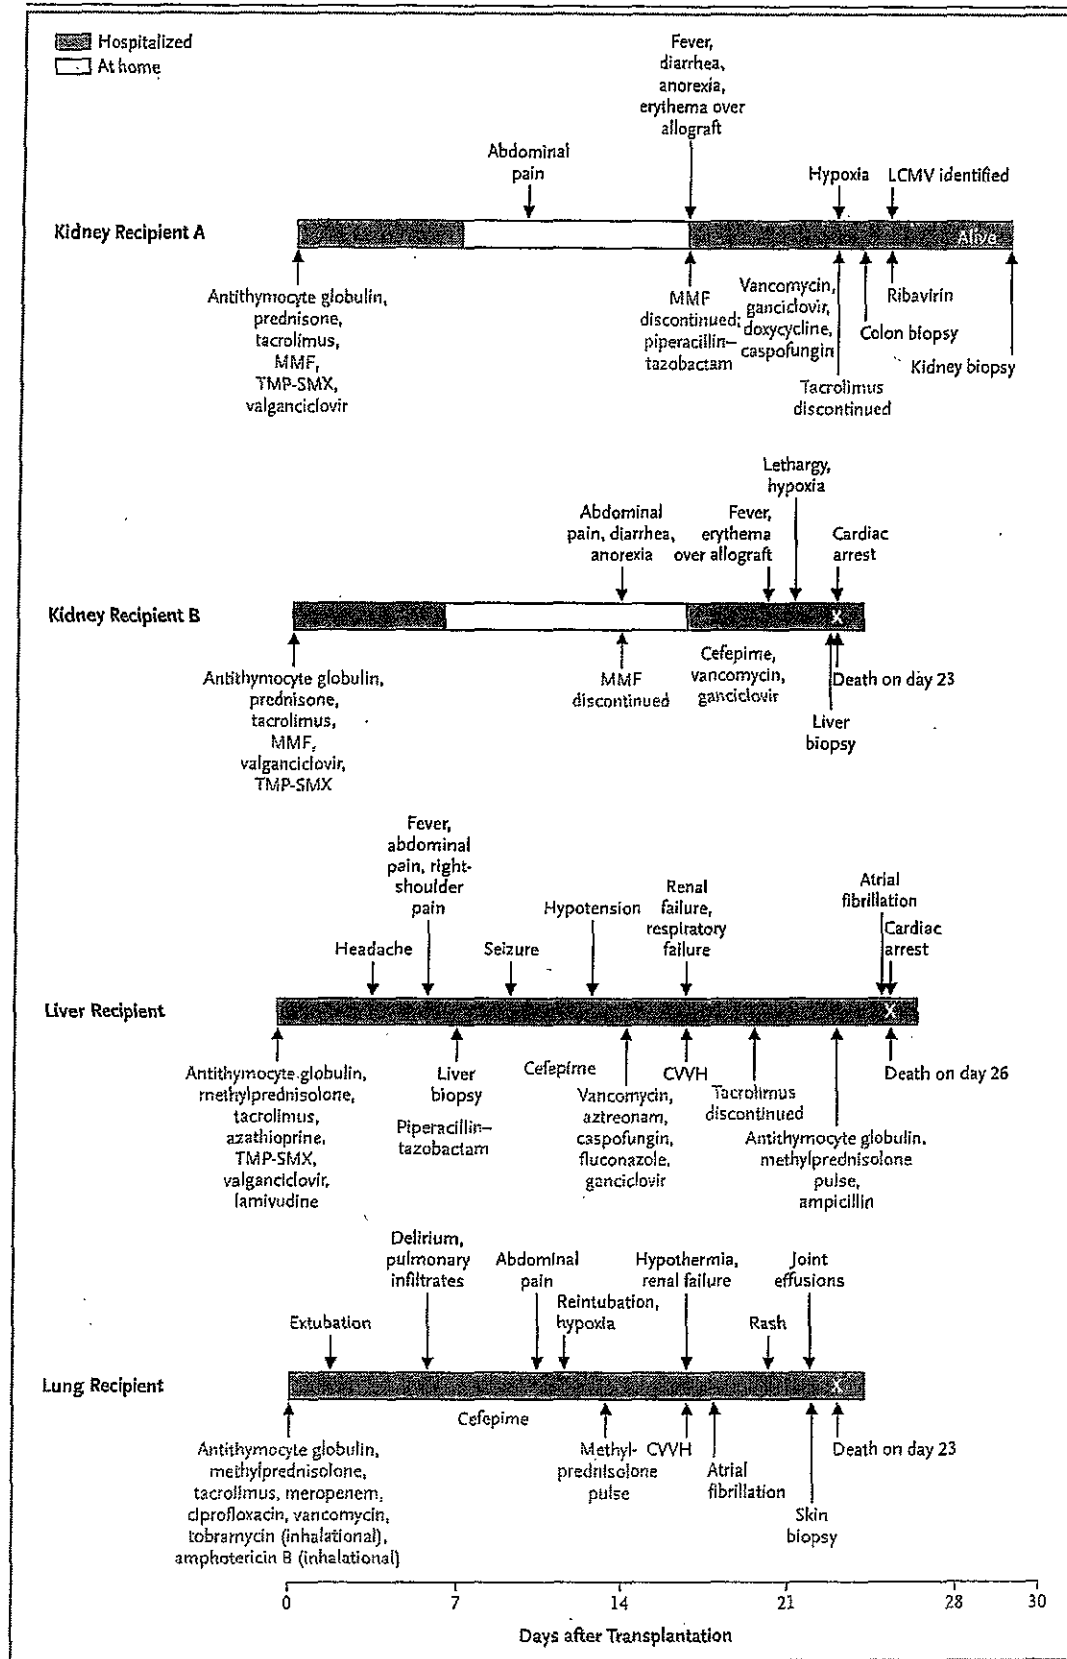 Hospitalized
At home
Fever,
diarrhea,
anorexia,
erythema over
allograft
Abdominal
pain
Hypoxia
LCMV identified
Kidney Recipient A
Alive
Antithymocyte globulin,
prednisone,
tacrolimus,
MMF,
TMP-SMX,
valganciclovir
MMF
discontinued;
piperacillin–
tazobactam
Vancomycin,
ganciclovir,
doxycycline,
caspofungin
Tacrolimus
discontinued
Colon biopsy
Ribavirin
Kidney biopsy
Lethargy,
hypoxia
Abdominal
pain, diarrhea,
anorexia
Fever,
erythema
over allograft
Cardiac
arrest
Kidney Recipient B
X
Antithymocyte globulin,
prednisone,
tacrolimus,
MMF,
valganciclovir,
TMP-SMX
MMF
discontinued
Cefepime,
vancomycin,
ganciclovir
Death on day 23
Liver
biopsy
Fever,
abdominal
pain, right-
shoulder
pain
Headache
Seizure
Hypotension
Renal
failure,
respiratory
failure
Atrial
fibrillation
Cardiac
arrest
Liver Recipient
X
Antithymocyte globulin,
methylprednisolone,
tacrolimus,
azathioprine,
TMP-SMX,
valganciclovir,
lamivudine
Liver
biopsy
Piperacillin–
tazobactam
Cefepime
Vancomycin,
aztreonam,
caspofungin,
fluconazole,
ganciclovir
CVVH
Tacrolimus
discontinued
Antithymocyte globulin,
methylprednisolone
pulse,
ampicillin
Death on day 26
Delirium,
pulmonary
infiltrates
Abdominal
pain
Hypothermia,
renal failure
Joint
effusions
Extubation
Reintubation,
hypoxia
Rash
Lung Recipient
X
Antithymocyte globulin,
methylprednisolone,
tacrolimus, meropenem,
ciprofloxacin, vancomycin,
tobramycin (inhalational),
amphotericin B (inhalational)
Cefepime
Methyl-
prednisolone
pulse
CVVH
Atrial
fibrillation
Skin
biopsy
Death on day 23
0 7 14 21 28 30
Days after Transplantation